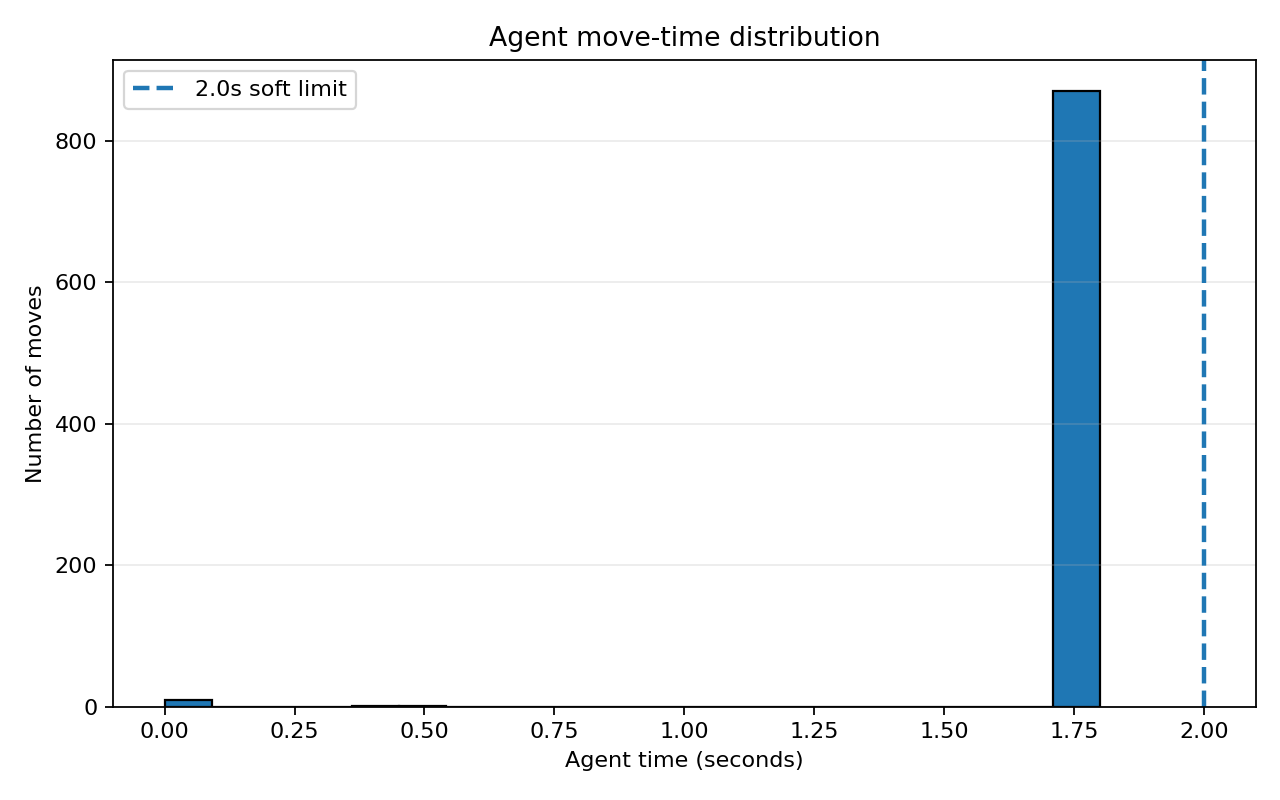 Agent move-time distribution
2.0s soft limit
800
600
400
200
0
Number of moves
0.00 0.25 0.50 0.75 1.00 1.25 1.50 1.75 2.00
Agent time (seconds)